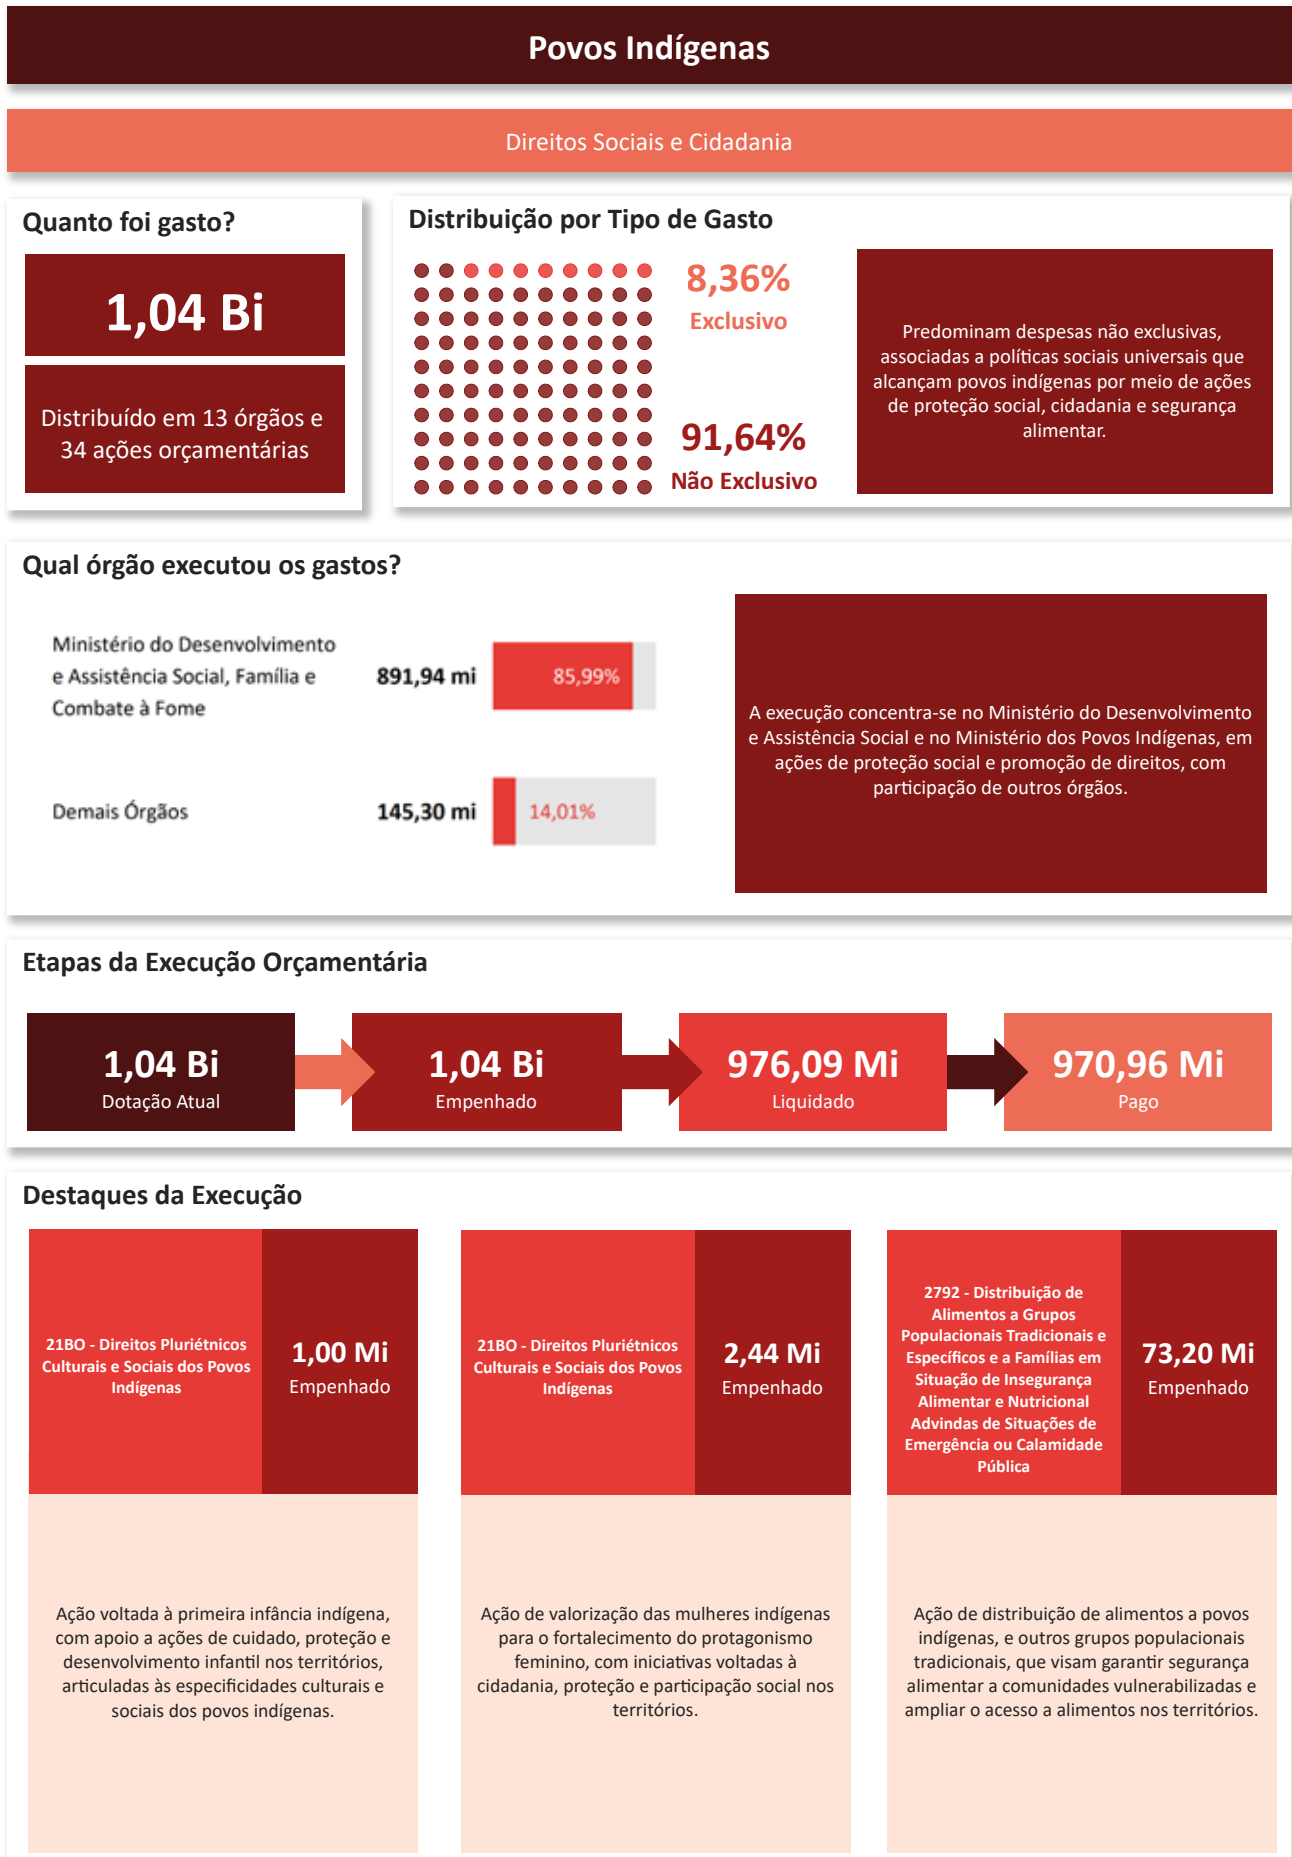 Povos Indígenas
Direitos Sociais e Cidadania
Quanto foi gasto?
1,04 Bi
Distribuído em 13 órgãos e
34 ações orçamentárias
Distribuição por Tipo de Gasto
8,36%
Exclusivo
91,64%
Não Exclusivo
Predominam despesas não exclusivas,
associadas a políticas sociais universais que
alcançam povos indígenas por meio de ações
de proteção social, cidadania e segurança
alimentar.
Qual órgão executou os gastos?
Ministério do Desenvolvimento
e Assistência Social, Família e
Combate à Fome
891,94 mi
85,99%
Demais Órgãos
145,30 mi
14,01%
A execução concentra-se no Ministério do Desenvolvimento
e Assistência Social e no Ministério dos Povos Indígenas, em
ações de proteção social e promoção de direitos, com
participação de outros órgãos.
Etapas da Execução Orçamentária
1,04 Bi
Dotação Atual
1,04 Bi
Empenhado
976,09 Mi
Liquidado
970,96 Mi
Pago
Destaques da Execução
21BO - Direitos Pluriétnicos
Culturais e Sociais dos Povos
Indígenas
1,00 Mi
Empenhado
Ação voltada à primeira infância indígena,
com apoio a ações de cuidado, proteção e
desenvolvimento infantil nos territórios,
articuladas às especificidades culturais e
sociais dos povos indígenas.
21BO - Direitos Pluriétnicos
Culturais e Sociais dos Povos
Indígenas
2,44 Mi
Empenhado
Ação de valorização das mulheres indígenas
para o fortalecimento do protagonismo
feminino, com iniciativas voltadas à
cidadania, proteção e participação social nos
territórios.
2792 - Distribuição de
Alimentos a Grupos
Populacionais Tradicionais e
Específicos e a Famílias em
Situação de Insegurança
Alimentar e Nutricional
Advindas de Situações de
Emergência ou Calamidade
Pública
73,20 Mi
Empenhado
Ação de distribuição de alimentos a povos
indígenas, e outros grupos populacionais
tradicionais, que visam garantir segurança
alimentar a comunidades vulnerabilizadas e
ampliar o acesso a alimentos nos territórios.